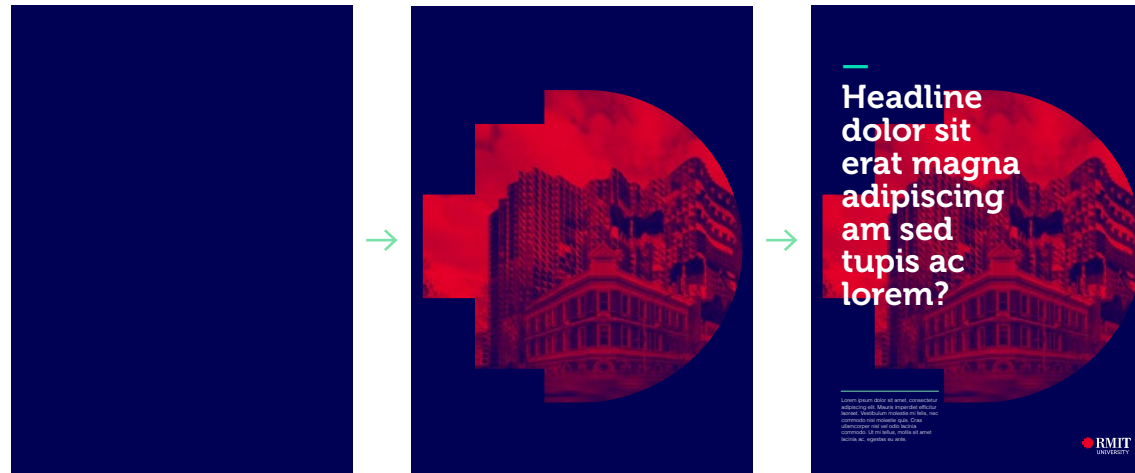 Headline
dolor sit
erat magna
adipiscing
am sed
tupis ac
lorem?
Lorem ipsum dolor sit amet, consectetur
adipiscing elit. Mauris imperdiet efficitur
laoreet. Vestibulum molestie mi felis, nec
commodo nisi molestie quis. Cras
ullamcorper nisl vel odio lacinia
commodo. Ut mi tellus, mollis sit amet
lacinia ac, egestas eu ante.
RMIT
UNIVERSITY